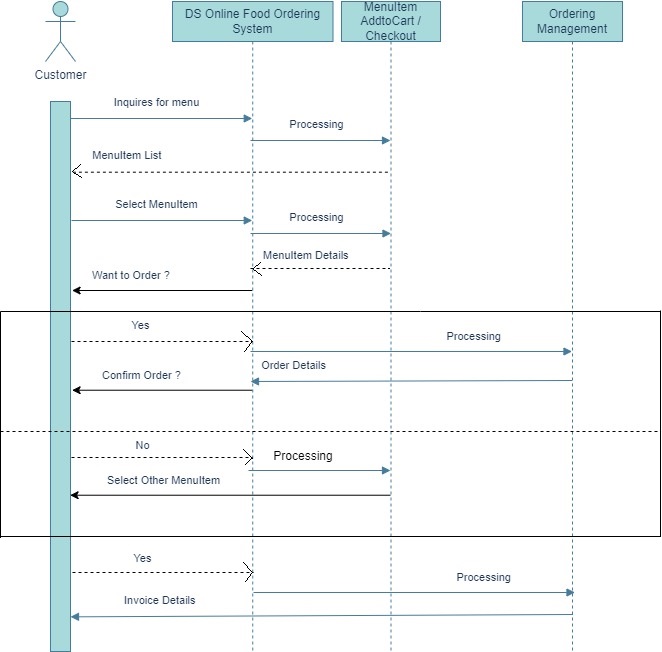 DS Online Food Ordering
System
MenuItem
AddtoCart /
Checkout
Ordering
Management
Customer
Inquires for menu
Processing
MenuItem List
Select MenuItem
Processing
MenuItem Details
Want to Order ?
Yes
Processing
Order Details
Confirm Order ?
No
Processing
Select Other MenuItem
Yes
Processing
Invoice Details